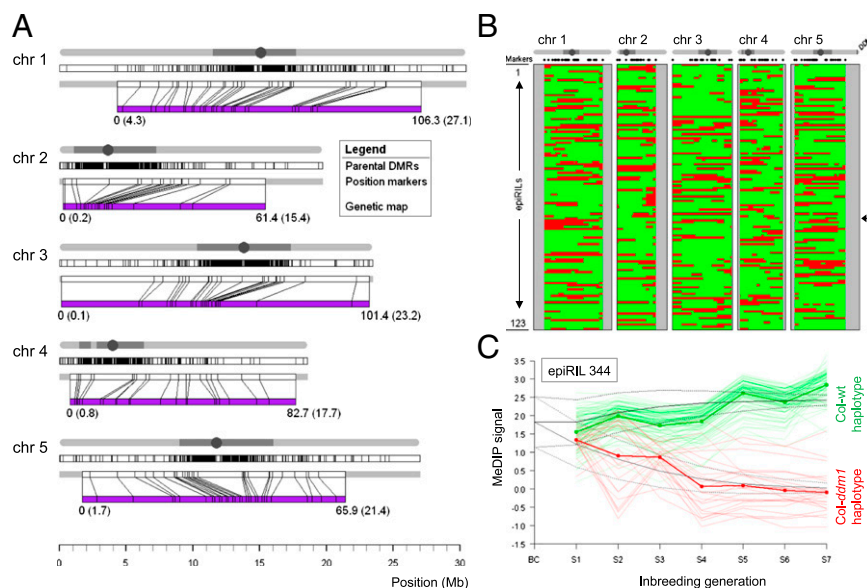 A
chr 1
0 (4.3)
106.3 (27.1)
chr 2
0 (0.2)
61.4 (15.4)
Legend
Parental DMRs
Position markers
Genetic map
chr 3
0 (0.1)
101.4 (23.2)
chr 4
0 (0.8)
82.7 (17.7)
chr 5
0 (1.7)
65.9 (21.4)
0 5 10 15 20 25 30
Position (Mb)
B
chr 1 chr 2 chr 3 chr 4 chr 5
Markers
1
epiRILs
123
C
epiRIL 344
MeDIP signal
3.5
3.0
2.5
2.0
1.5
1.0
0.5
0.0
-0.5
-1.0
-1.5
BC S1 S2 S3 S4 S5 S6 S7
Inbreeding generation
Col-wt
haplotype
Col-ddm1
haplotype